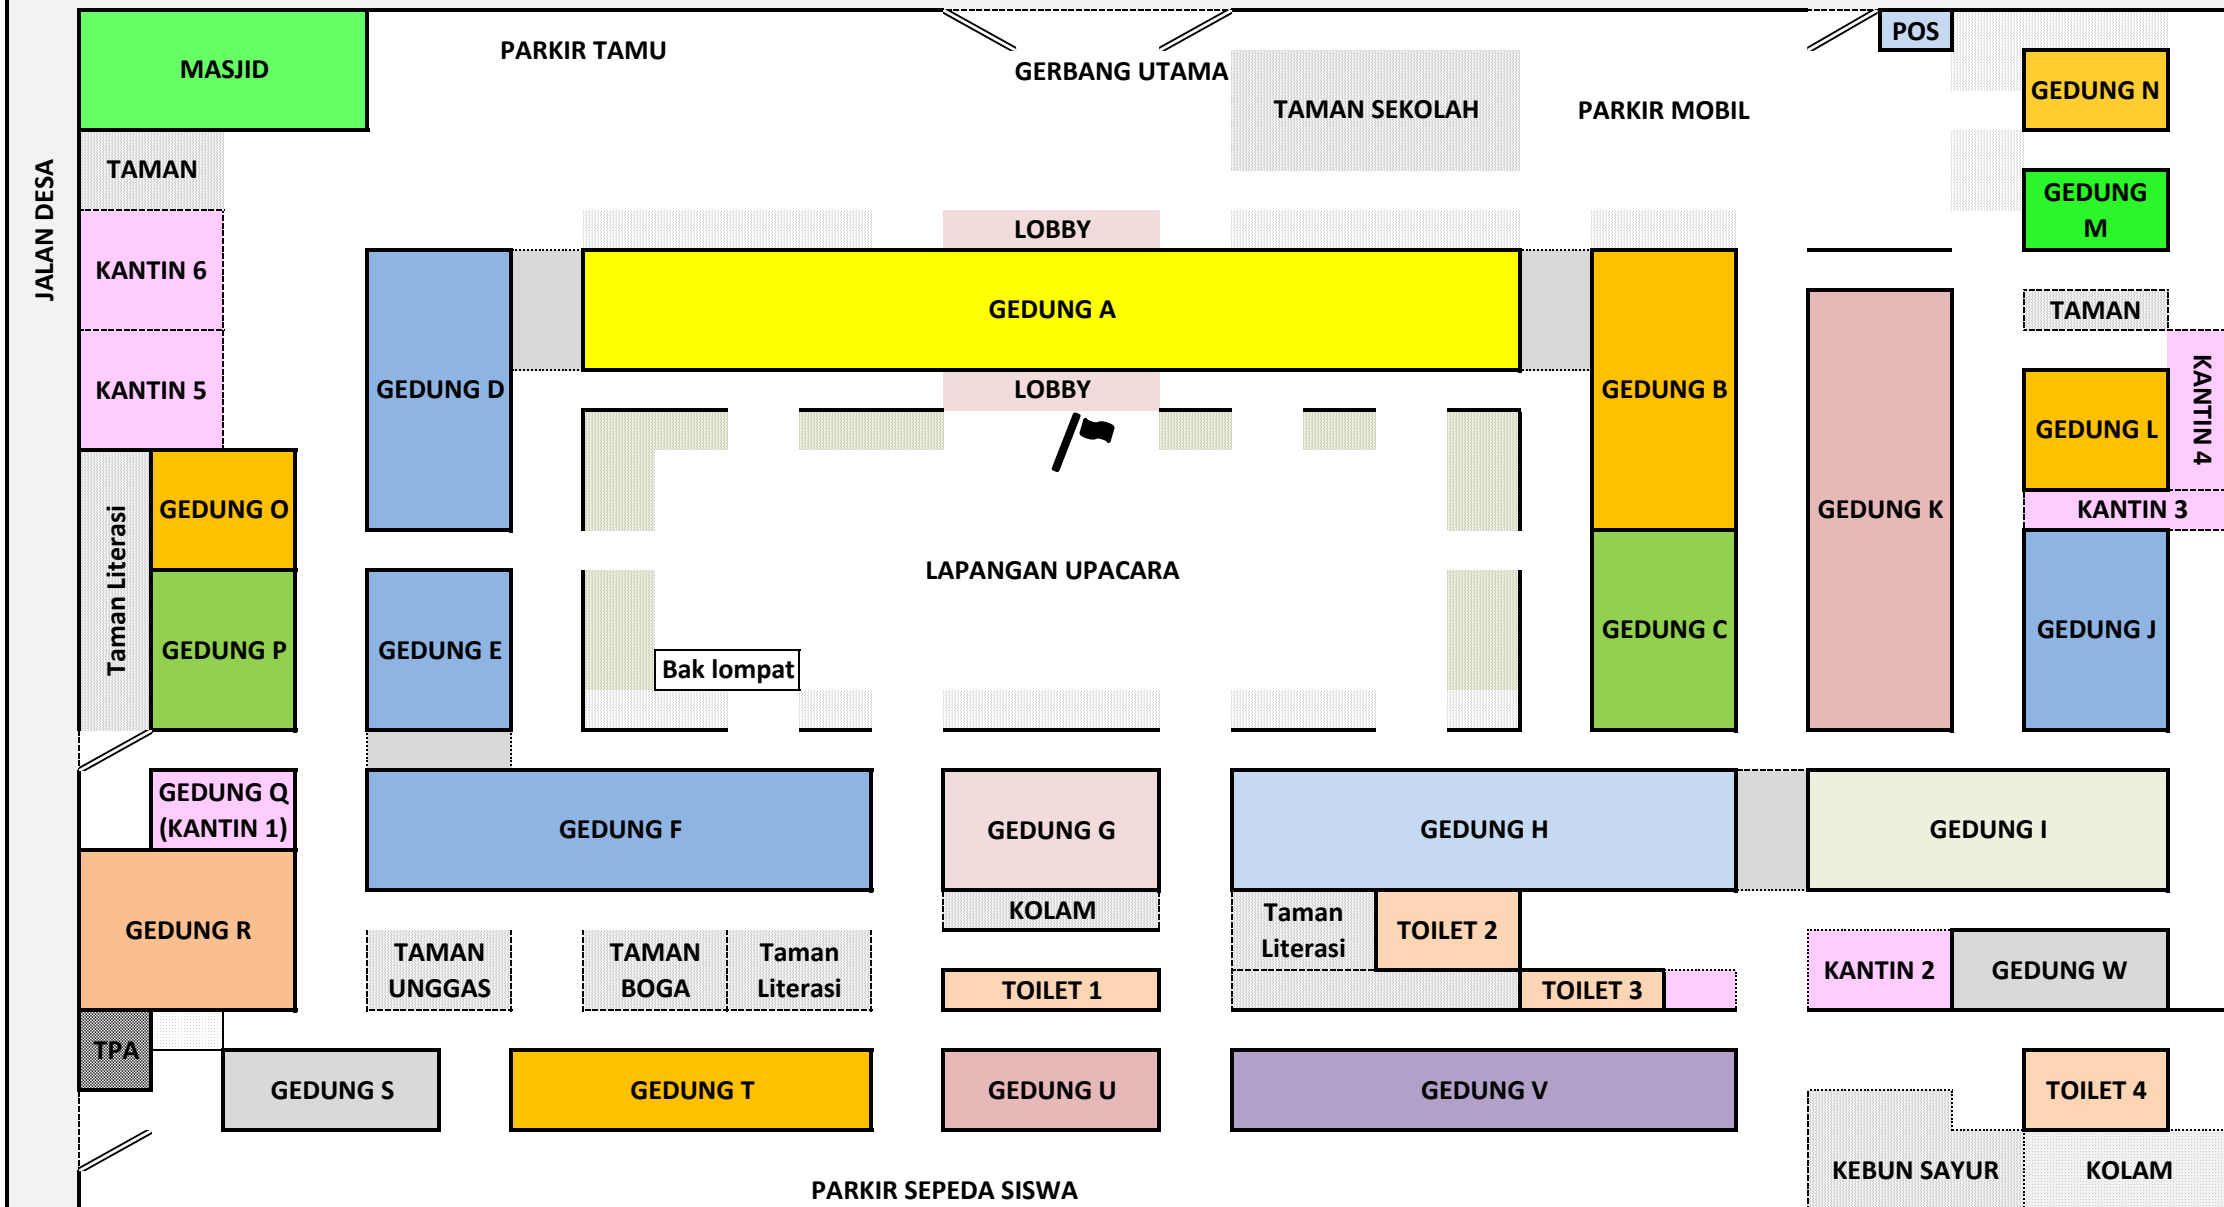 POS
PARKIR TAMU
MASJID
GERBANG UTAMA
GEDUNG N
TAMAN SEKOLAH
PARKIR MOBIL
JALAN DESA
TAMAN
GEDUNG
M
LOBBY
KANTIN 6
GEDUNG A
TAMAN
KANTIN 5
GEDUNG D
LOBBY
GEDUNG B
KANTIN 4
GEDUNG L
GEDUNG O
GEDUNG K
KANTIN 3
Taman Literasi
LAPANGAN UPACARA
GEDUNG P
GEDUNG E
Bak lompat
GEDUNG C
GEDUNG J
GEDUNG Q
(KANTIN 1)
GEDUNG F
GEDUNG G
GEDUNG H
GEDUNG I
KOLAM
Taman
Literasi
TOILET 2
GEDUNG R
TAMAN
UNGGAS
TAMAN
BOGA
Taman
Literasi
TOILET 1
TOILET 3
KANTIN 2
GEDUNG W
TPA
GEDUNG S
GEDUNG T
GEDUNG U
GEDUNG V
TOILET 4
KEBUN SAYUR
KOLAM
PARKIR SEPEDA SISWA